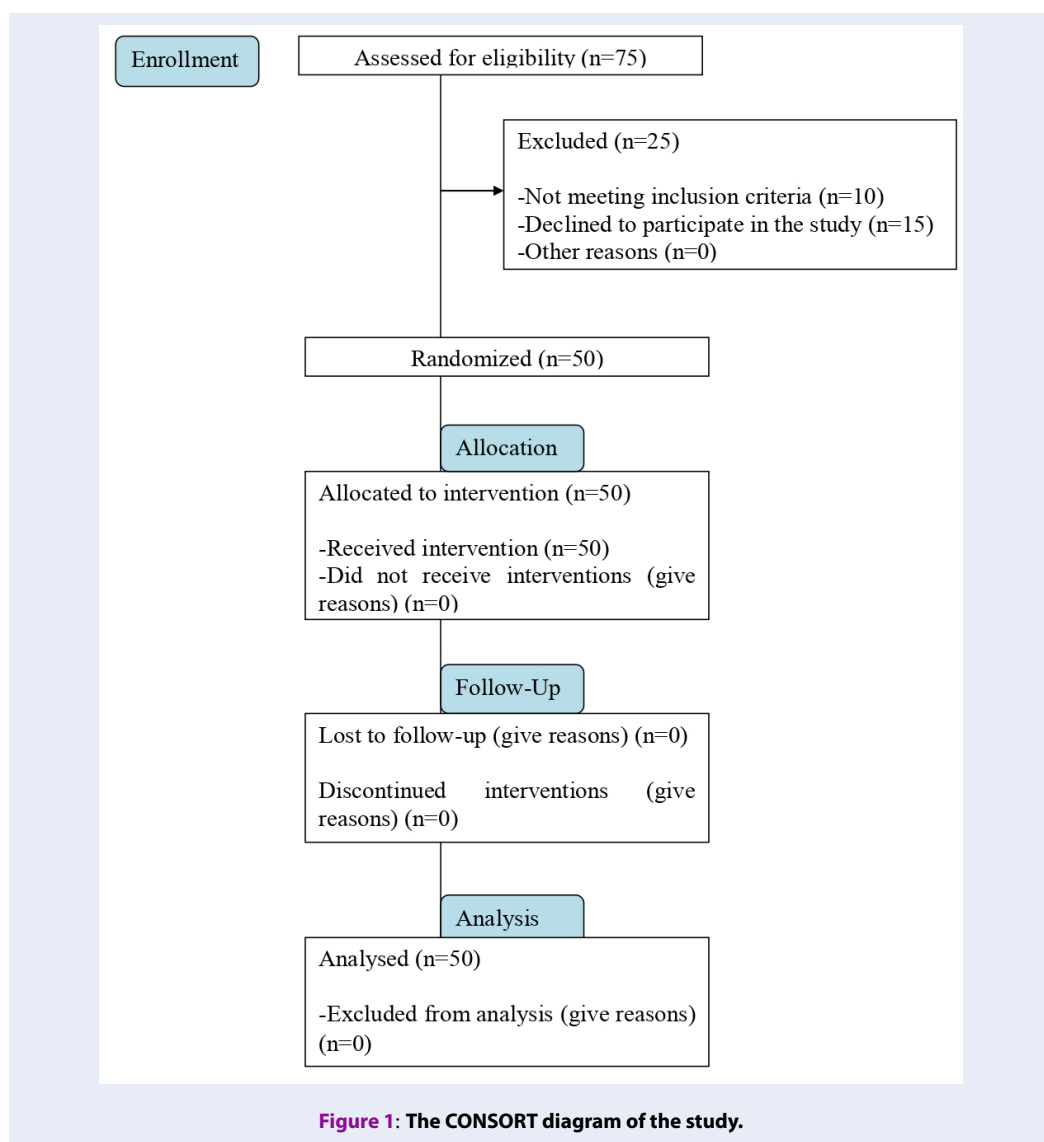 Enrollment
Assessed for eligibility (n=75)
Excluded (n=25)
-Not meeting inclusion criteria (n=10)
-Declined to participate in the study (n=15)
-Other reasons (n=0)
Randomized (n=50)
Allocation
Allocated to intervention (n=50)
-Received intervention (n=50)
-Did not receive interventions (give
reasons) (n=0)
Follow-Up
Lost to follow-up (give reasons) (n=0)
Discontinued interventions (give
reasons) (n=0)
Analysis
Analysed (n=50)
-Excluded from analysis (give reasons)
(n=0)
Figure 1: The CONSORT diagram of the study.